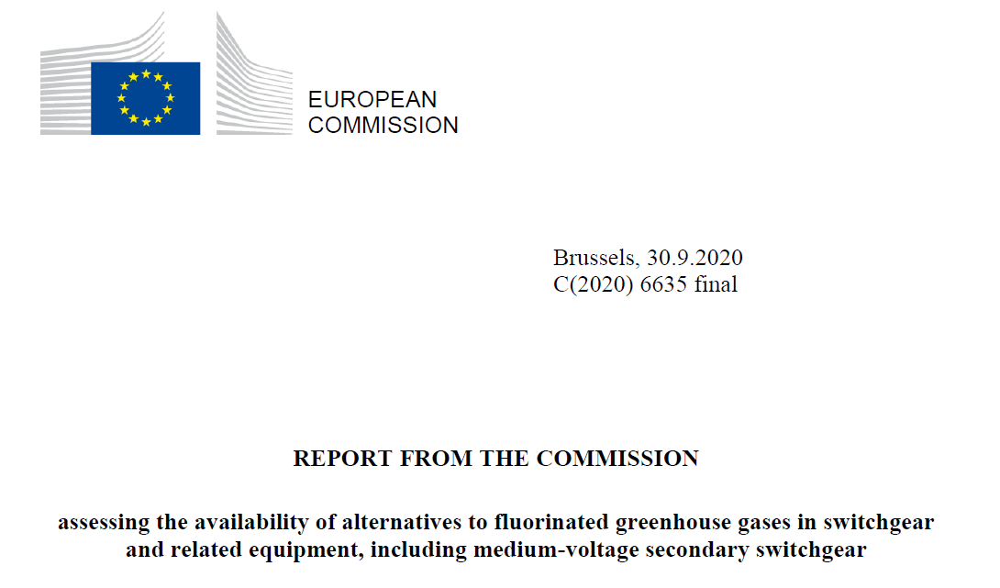 EUROPEAN
COMMISSION
Brussels, 30.9.2020
C(2020) 6635 final
REPORT FROM THE COMMISSION
assessing the availability of alternatives to fluorinated greenhouse gases in switchgear
and related equipment, including medium-voltage secondary switchgear